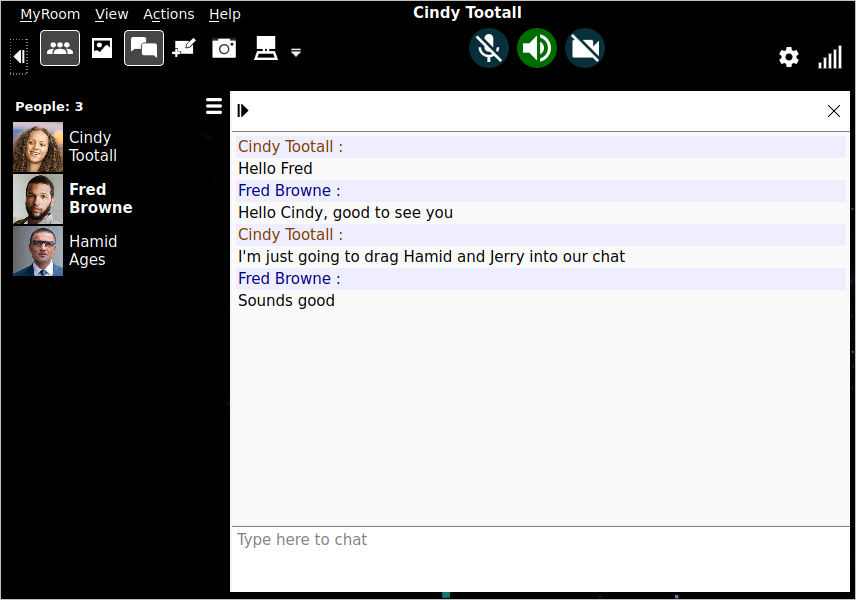 MyRoom View Actions Help
Cindy Tootall
People: 3
Cindy
Tootall
Fred
Browne
Hamid
Ages
Cindy Tootall :
Hello Fred
Fred Browne :
Hello Cindy, good to see you
Cindy Tootall :
I'm just going to drag Hamid and Jerry into our chat
Fred Browne :
Sounds good
Type here to chat